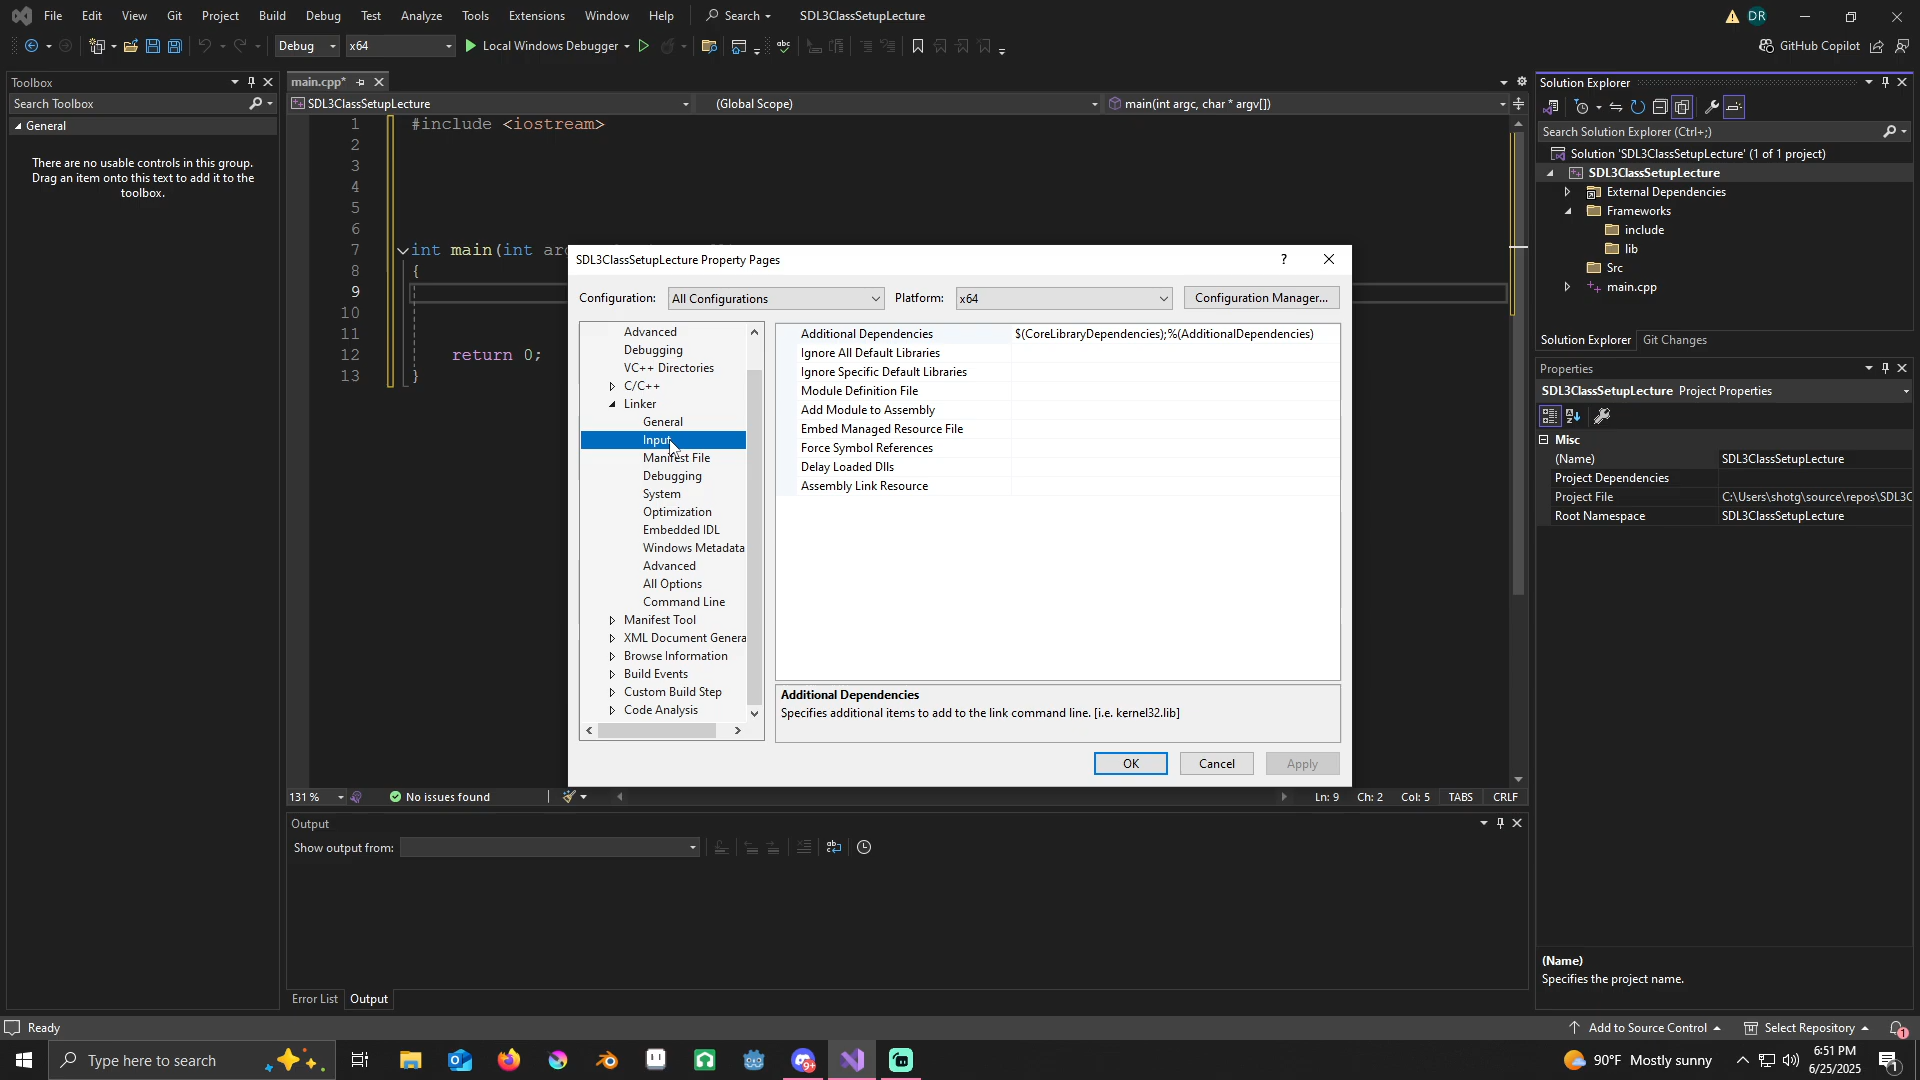 File Edit View Git Project Build Debug Test Analyze Tools Extensions Window Help Search SDL3ClassSetupLecture DR
Debug x64 Local Windows Debugger GitHub Copilot
Toolbox
Search Toolbox
General
There are no usable controls in this group.
Drag an item onto this text to add it to the
toolbox.
main.cpp*
SDL3ClassSetupLecture (Global Scope) main(int argc, char * argv[])
1 #include <iostream>
2
3
4
5
6
7 int main(int ar
8 {
9
10
11
12 return 0;
13 }
SDL3ClassSetupLecture Property Pages
Configuration: All Configurations Platform: x64 Configuration Manager...
Advanced
Debugging
VC++ Directories
C/C++
Linker
General
Input
Manifest File
Debugging
System
Optimization
Embedded IDL
Windows Metadata
Advanced
All Options
Command Line
Manifest Tool
XML Document Genera
Browse Information
Build Events
Custom Build Step
Code Analysis
Additional Dependencies $(CoreLibraryDependencies);%(AdditionalDependencies)
Ignore All Default Libraries
Ignore Specific Default Libraries
Module Definition File
Add Module to Assembly
Embed Managed Resource File
Force Symbol References
Delay Loaded Dlls
Assembly Link Resource
Additional Dependencies
Specifies additional items to add to the link command line. [i.e. kernel32.lib]
OK Cancel Apply
131 % No issues found Ln: 9 Ch: 2 Col: 5 TABS CRLF
Output
Show output from:
Error List Output
Solution Explorer
Search Solution Explorer (Ctrl+;)
Solution 'SDL3ClassSetupLecture' (1 of 1 project)
SDL3ClassSetupLecture
External Dependencies
Frameworks
include
lib
Src
main.cpp
Solution Explorer Git Changes
Properties
SDL3ClassSetupLecture Project Properties
Misc
(Name) SDL3ClassSetupLecture
Project Dependencies
Project File C:\Users\shotg\source\repos\SDL3C
Root Namespace SDL3ClassSetupLecture
(Name)
Specifies the project name.
Ready Add to Source Control Select Repository 1
Type here to search 9+ 90°F Mostly sunny 6:51 PM
6/25/2025 1